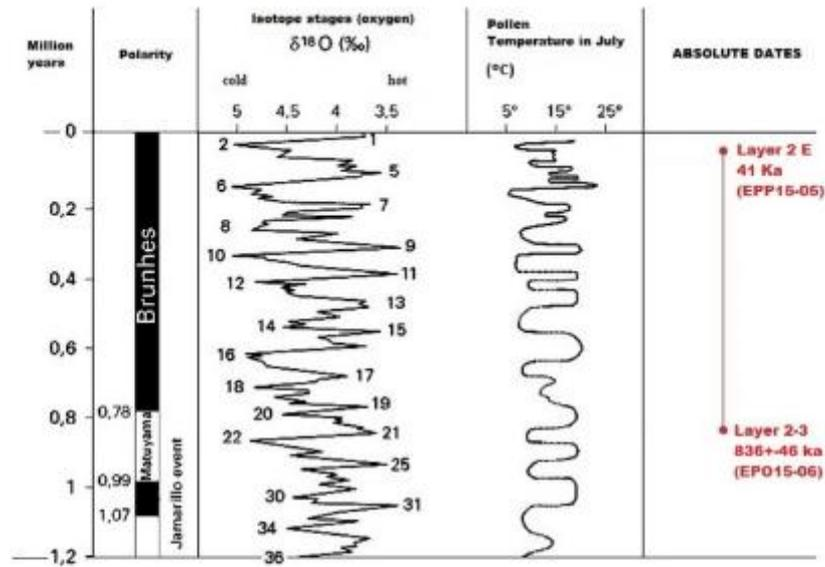 Million
years
Polarity
Isotope stages (oxygen)
δ¹⁸O (‰)
cold
hot
5
4,5
4
3.5
Pollen
Temperature in July
(°C)
5°
15°
25°
ABSOLUTE DATES
0
0,2
0,4
0,6
0,8
1
1,2
Brunhes
0,78
Matuyama
0,99
1,07
Jamarillo event
1
2
5
6
7
8
9
10
11
12
13
14
15
16
17
18
19
20
21
22
25
30
31
34
36
Layer 2 E
41 Ka
(EPP15-05)
Layer 2-3
836+-46 ka
(EPO15-06)